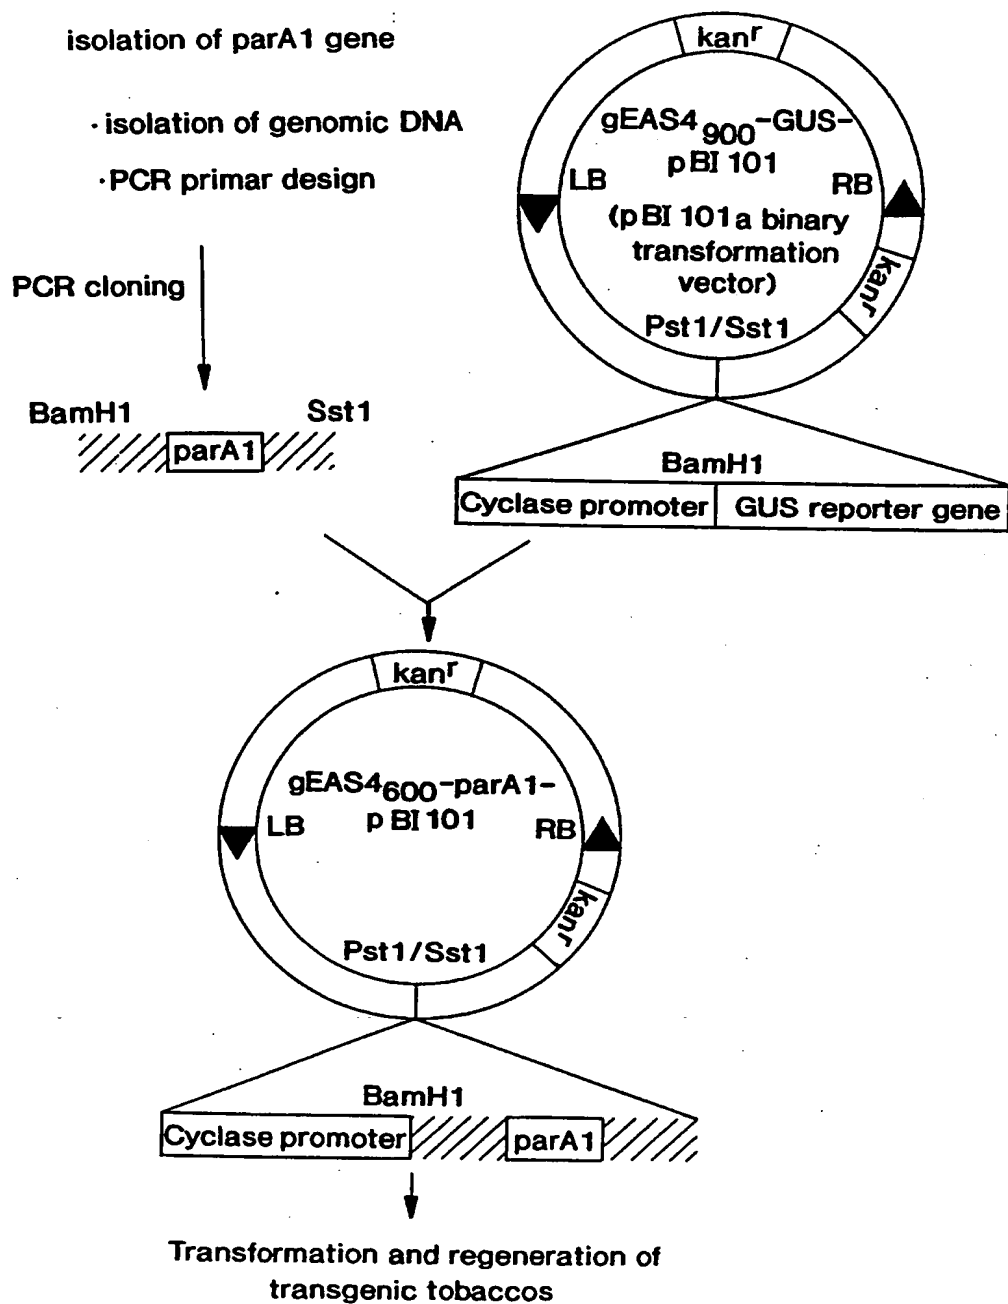 isolation of parA1 gene
· isolation of genomic DNA
· PCR primar design
PCR cloning
BamH1
Sst1
parA1
kanr
gEAS4900-GUS-
pBI 101
LB
RB
(pBI 101 a binary
transformation
vector)
kanr
Pst1/Sst1
BamH1
Cyclase promoter
GUS reporter gene
kanr
gEAS4600-parA1-
pBI 101
LB
RB
kanr
Pst1/Sst1
BamH1
Cyclase promoter
parA1
Transformation and regeneration of
transgenic tobaccos